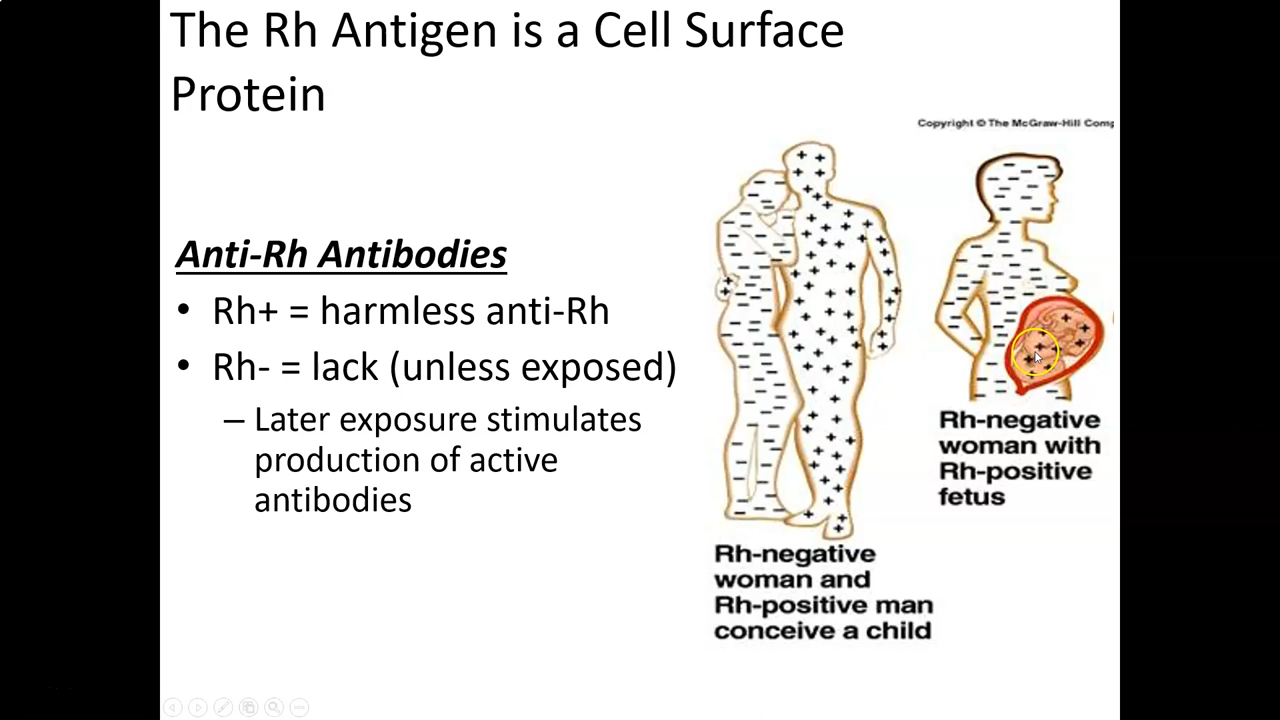 The Rh Antigen is a Cell Surface
Protein
Copyright © The McGraw-Hill
Anti-Rh Antibodies
• Rh+ = harmless anti-Rh
• Rh- = lack (unless exposed)
– Later exposure stimulates
production of active
antibodies
Rh-negative
woman with
Rh-positive
fetus
Rh-negative
woman and
Rh-positive man
conceive a child